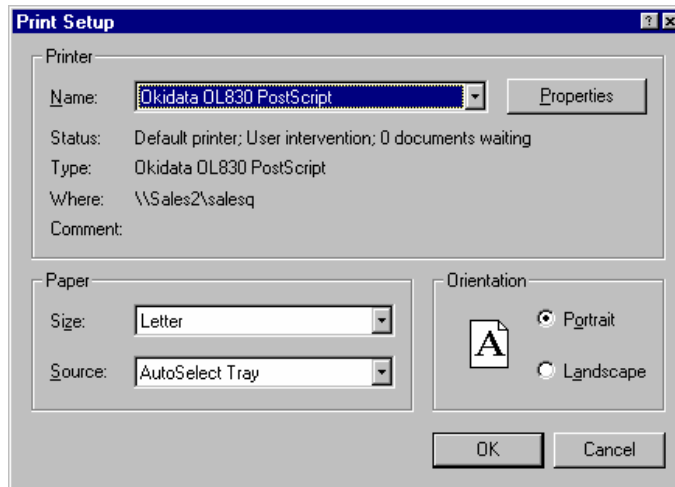 Print Setup
Printer
Name: Okidata OL830 PostScript Properties
Status: Default printer; User intervention; 0 documents waiting
Type: Okidata OL830 PostScript
Where: \\Sales2\salesq
Comment:
Paper
Size: Letter
Source: AutoSelect Tray
Orientation
A
Portrait
Landscape
OK Cancel